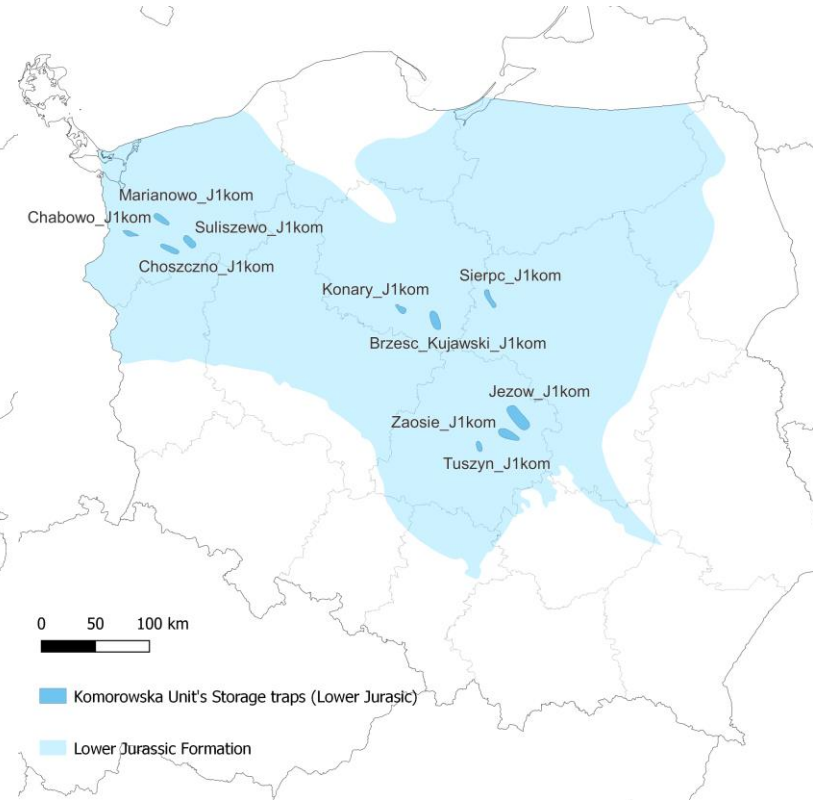 Marianowo_J1kom
Chabowo_J1kom
Suliszewo_J1kom
Choszczno_J1kom
Sierpc_J1kom
Konary_J1kom
Brzesc_Kujawski_J1kom
Jezow_J1kom
Zaosie_J1kom
Tuszyn_J1kom
0 50 100 km
Komorowska Unit's Storage traps (Lower Jurasic)
Lower Jurassic Formation